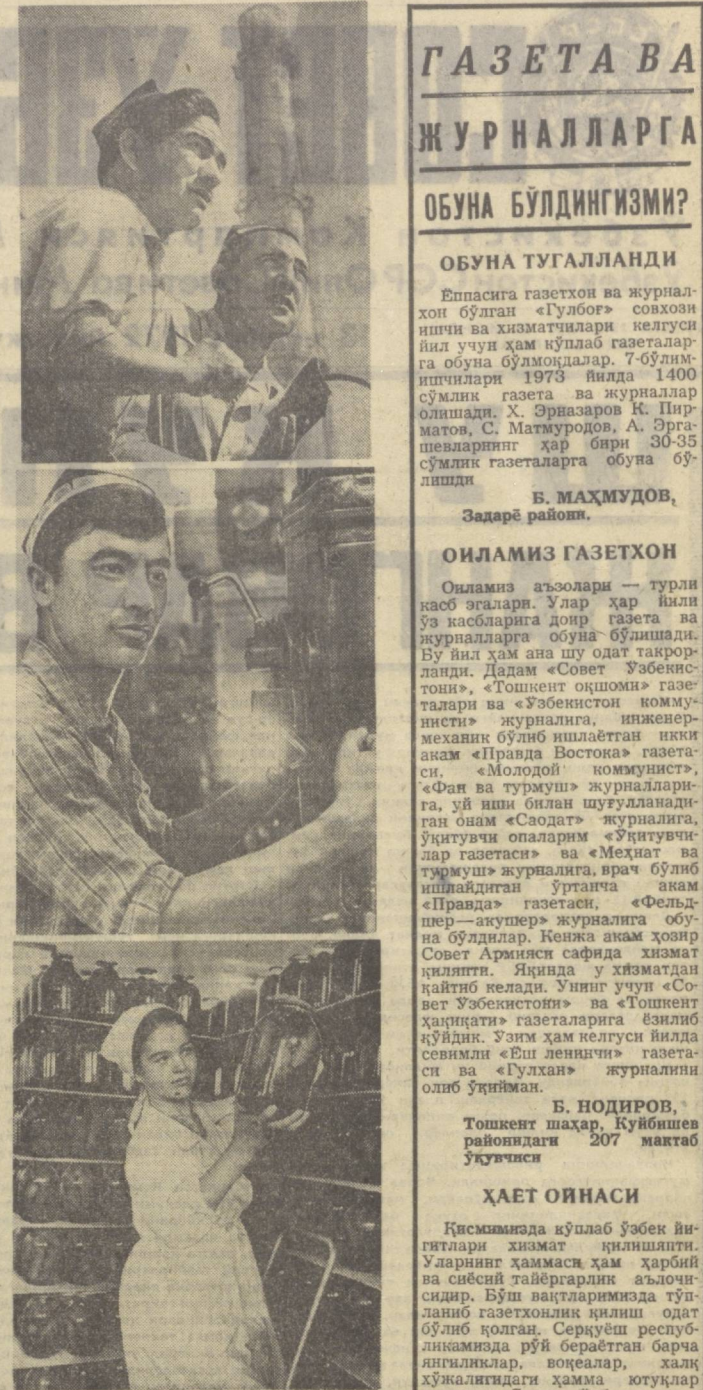 ГАЗЕТА ВА
ЖУРНАЛЛАРГА
ОБУНА БЎЛДИНГИЗМИ?
ОБУНА ТУГАЛЛАНДИ
Ёппасига газетхон ва журнал-
хон бўлган «Гулбоғ» совхози
ишчи ва хизматчилари келгуси
йил учун ҳам кўплаб газеталар-
га обуна бўлмоқдалар. 7-бўлим-
ишчилари 1973 йилда 1400
сўмлик газета ва журналлар
олишади. Х. Эрназаров К. Пир-
матов, С. Матмуродов, А. Эрга-
шевларнинг ҳар бири 30-35
сўмлик газеталарга обуна бў-
лишди
Б. МАҲМУДОВ,
Задарё райони.
ОИЛАМИЗ ГАЗЕТХОН
Оиламиз аъзолари — турли
касб эгалари. Улар ҳар йили
ўз касбларига доир газета ва
журналларга обуна бўлишади.
Бу йил ҳам ана шу одат такрор-
ланди. Дадам «Совет Ўзбекис-
тони», «Тошкент оқшоми» газе-
талари ва «Ўзбекистон комму-
нисти» журналига, инженер-
механик бўлиб ишлаётган икки
акам «Правда Востока» газета-
си, «Молодой коммунист»,
«Фан ва турмуш» журналлари-
га, уй иши билан шуғулланади-
ган онам «Саодат» журналига,
ўқитувчи опаларим «Ўқитувчи-
лар газетаси» ва «Меҳнат ва
турмуш» журналига, врач бўлиб
ишлайдиган ўртанча акам
«Правда» газетаси, «Фельд-
шер—акушер» журналига обу-
на бўлдилар. Кенжа акам ҳозир
Совет Армияси сафида хизмат
қиляпти. Яқинда у хизматдан
қайтиб келади. Унинг учун «Со-
вет Ўзбекистони» ва «Тошкент
ҳақиқати» газеталарига ёзилиб
қўйдик. Узим ҳам келгуси йилда
севимли «Ёш ленинчи» газета-
си ва «Гулхан» журналини
олиб ўқийман.
Б. НОДИРОВ,
Тошкент шаҳар, Куйбишев
районидаги 207 мактаб
ўқувчиси
ҲАЕТ ОЙНАСИ
Қисмимизда кўплаб ўзбек йи-
гитлари хизмат қилишяпти.
Уларнинг ҳаммаси ҳам ҳарбий
ва сиёсий тайёргарлик аълочи-
сидир. Бўш вақтларимизда тўп-
ланиб газетхонлик қилиш одат
бўлиб қолган. Серқуёш респуб-
ликамизда рўй бераётган барча
янгиликлар, воқеалар, халқ
хўжалигидаги ҳамма ютуқлар